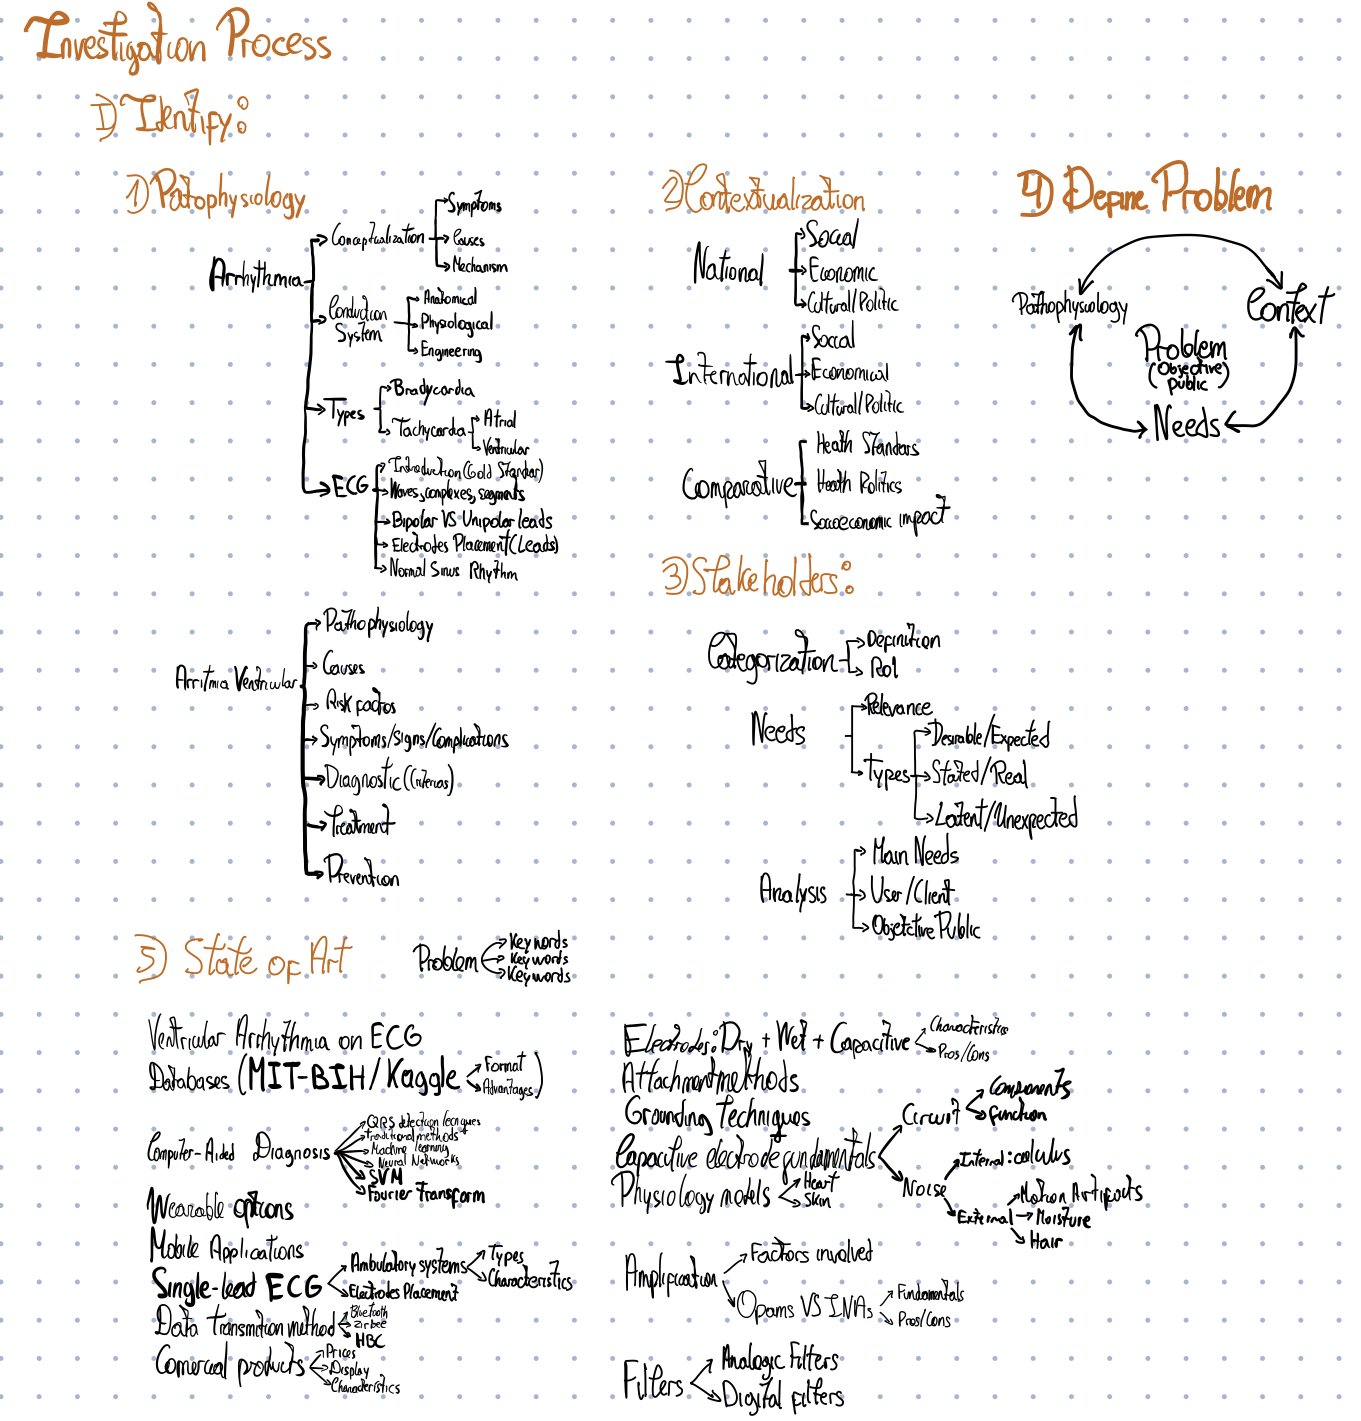 Investigation Process
I) Identify:
1) Patophysiology
Arrhythmia
Conceptualization
Symptoms
Causes
Mechanism
Conduction
System
Anatomical
Physiological
Engineering
Types
Bradycardia
Tachycardia
Atrial
Ventricular
ECG
Introduction (Gold Standar)
Waves, complexes, segments
Bipolar VS Unipolar leads
Electrodes Placement (Leads)
Normal Sinus Rhythm
Arritmia Ventricular
Pathophysiology
Causes
Risk factos
Symptoms/Signs/Complications
Diagnostic (Criterias)
Treatment
Prevention
2) Contextualization
National
Social
Economic
Cultural/Politic
International
Social
Economical
Cultural/Politic
Comparative
Health Standars
Health Politics
Socioeconomic impact
3) Stakeholders:
Categorization
Definition
Rol
Needs
Relevance
Types
Desirable/Expected
Stated/Real
Latent/Unexpected
Analysis
Main Needs
User/Client
Objetctive Public
4) Define Problem
Pathophysiology
Context
Problem
(Objective)
public
Needs
5) State of Art
Problem
Key words
Key words
Key words
Ventricular Arrhythmia on ECG
Databases (MIT-BIH/Kaggle
Format
Advantages)
Computer-Aided Diagnosis
QRS detection tecniques
Traditional methods
Machine learning
Neural Networks
SVM
Fourier Transform
Wearable options
Mobile Applications
Single-lead ECG
Ambulatory systems
Types
Characteristics
Electrodes Placement
Data transmition method
Bluetooth
Zirbee
HBC
Comercial products
Prices
Display
Characteristics
Electrodes: Dry + Wet + Capacitive
Characteristics
Pros/Cons
Attachment methods
Grounding Techniques
Capacitive electrode fundamentals
Circuit
Components
Function
Noise
Internal: calculus
External
Motion Artifacts
Moisture
Hair
Physiology models
Heart
Skin
Amplification
Factors involved
Opams VS INAs
Fundamentals
Pros/Cons
Filters
Analogic Filters
Digital filters